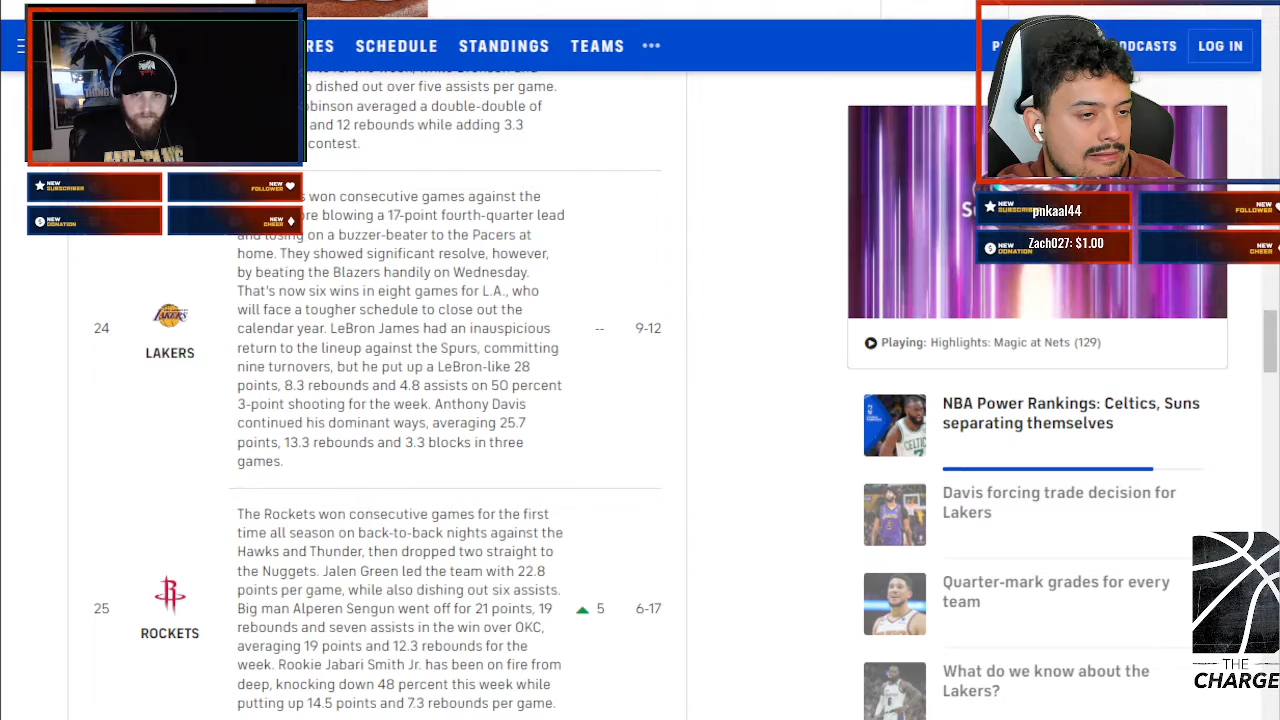 RES SCHEDULE STANDINGS TEAMS •••
ODCASTS LOG IN
dished out over five assists per game.
obinson averaged a double-double of
and 12 rebounds while adding 3.3
contest.
NEW SUBSCRIBER
NEW FOLLOWER
NEW DONATION
NEW CHEER
won consecutive games against the
lowing a 17-point fourth-quarter lead
and losing on a buzzer-beater to the Pacers at
home. They showed significant resolve, however,
by beating the Blazers handily on Wednesday.
That's now six wins in eight games for L.A., who
will face a tougher schedule to close out the
calendar year. LeBron James had an inauspicious
return to the lineup against the Spurs, committing
nine turnovers, but he put up a LeBron-like 28
points, 8.3 rebounds and 4.8 assists on 50 percent
3-point shooting for the week. Anthony Davis
continued his dominant ways, averaging 25.7
points, 13.3 rebounds and 3.3 blocks in three
games.
24
LAKERS
LAKERS
-- 9-12
The Rockets won consecutive games for the first
time all season on back-to-back nights against the
Hawks and Thunder, then dropped two straight to
the Nuggets. Jalen Green led the team with 22.8
points per game, while also dishing out six assists.
Big man Alperen Sengun went off for 21 points, 19
rebounds and seven assists in the win over OKC,
averaging 19 points and 12.3 rebounds for the
week. Rookie Jabari Smith Jr. has been on fire from
deep, knocking down 48 percent this week while
putting up 14.5 points and 7.3 rebounds per game.
25
R
ROCKETS
5 6-17
NEW
pnkaal44
NEW FOLLOWER
NEW DONATION
Zach027: $1.00
NEW CHEER
Playing: Highlights: Magic at Nets (129)
NBA Power Rankings: Celtics, Suns
separating themselves
Davis forcing trade decision for
Lakers
Quarter-mark grades for every
team
What do we know about the
Lakers?
THE
CHARGE